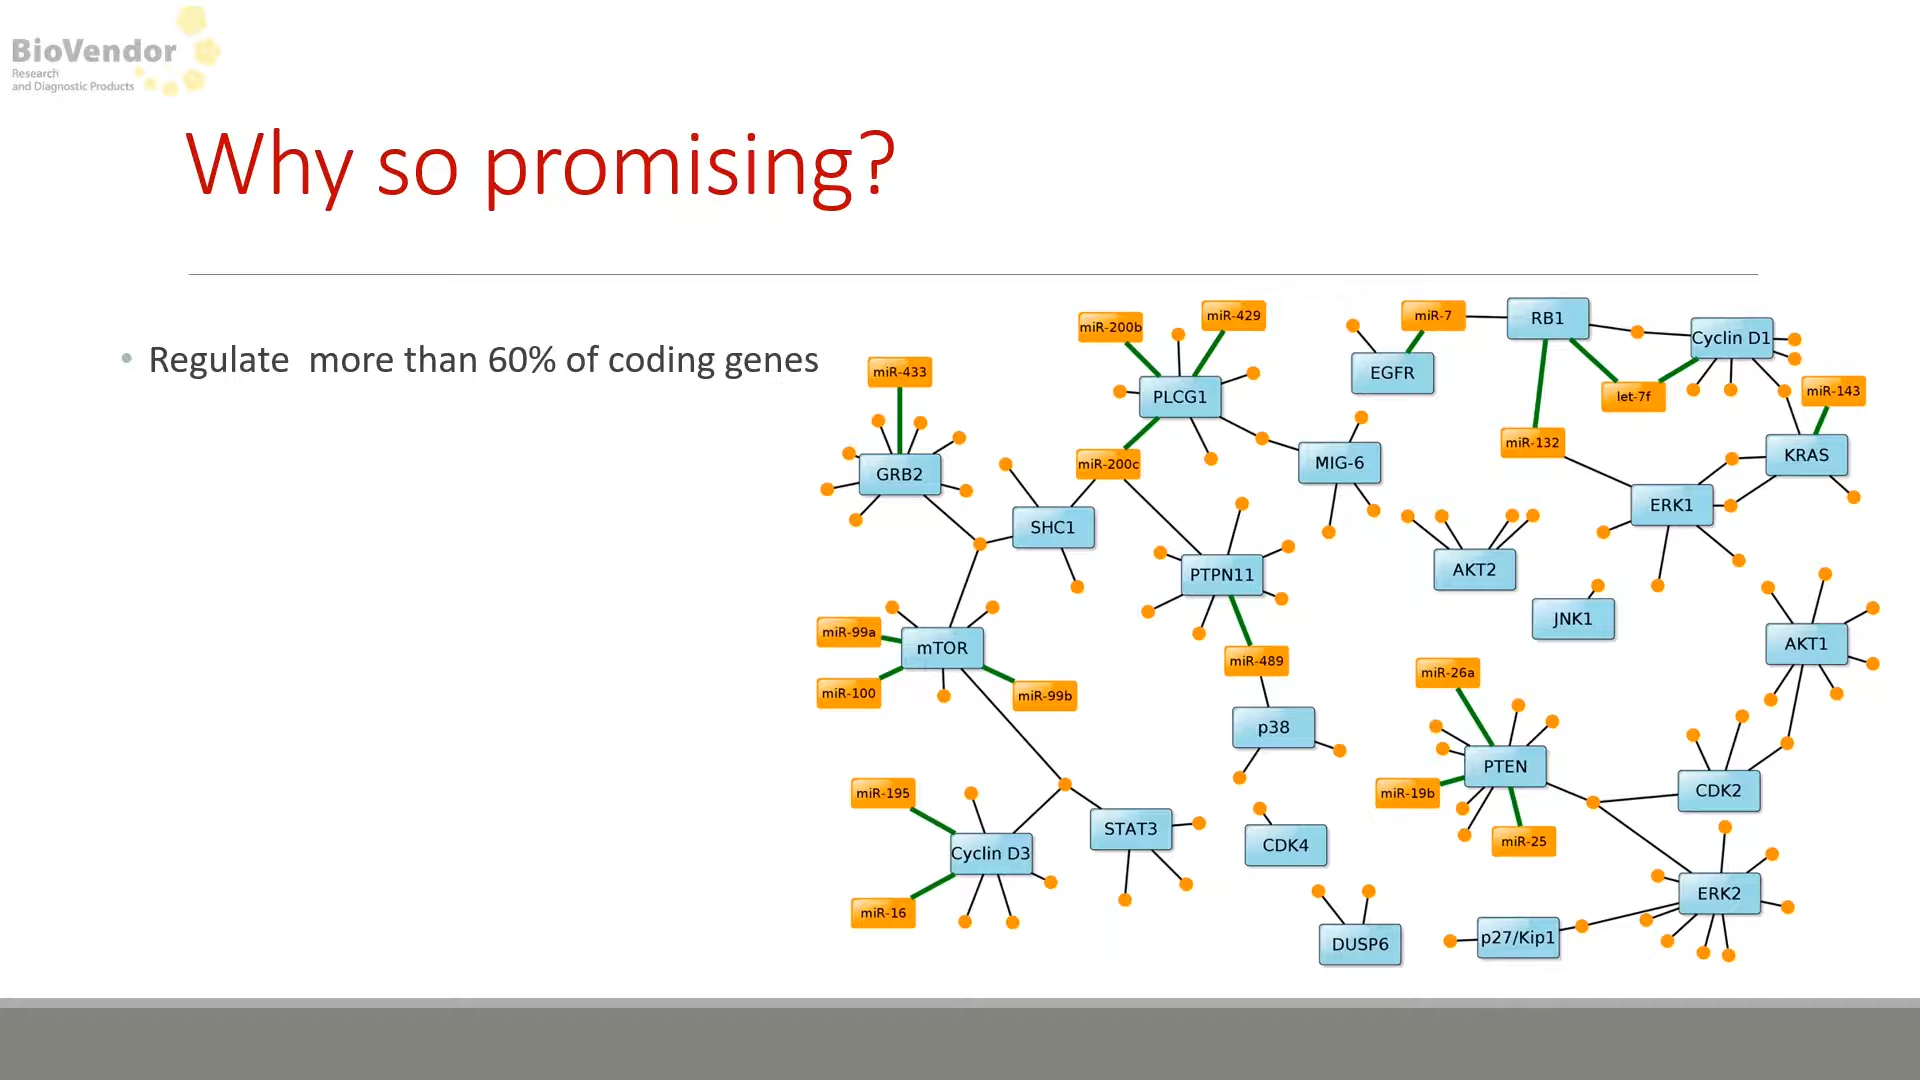 BioVendor
Research
and Diagnostic Products
Why so promising?
• Regulate  more than 60% of coding genes
miR-433
GRB2
miR-200b
miR-429
PLCG1
miR-200c
SHC1
MIG-6
EGFR
miR-7
RB1
Cyclin D1
let-7f
miR-143
miR-132
KRAS
ERK1
PTPN11
AKT2
JNK1
AKT1
miR-99a
mTOR
miR-100
miR-99b
miR-489
p38
miR-26a
PTEN
miR-19b
miR-25
CDK2
miR-195
Cyclin D3
miR-16
STAT3
CDK4
DUSP6
p27/Kip1
ERK2